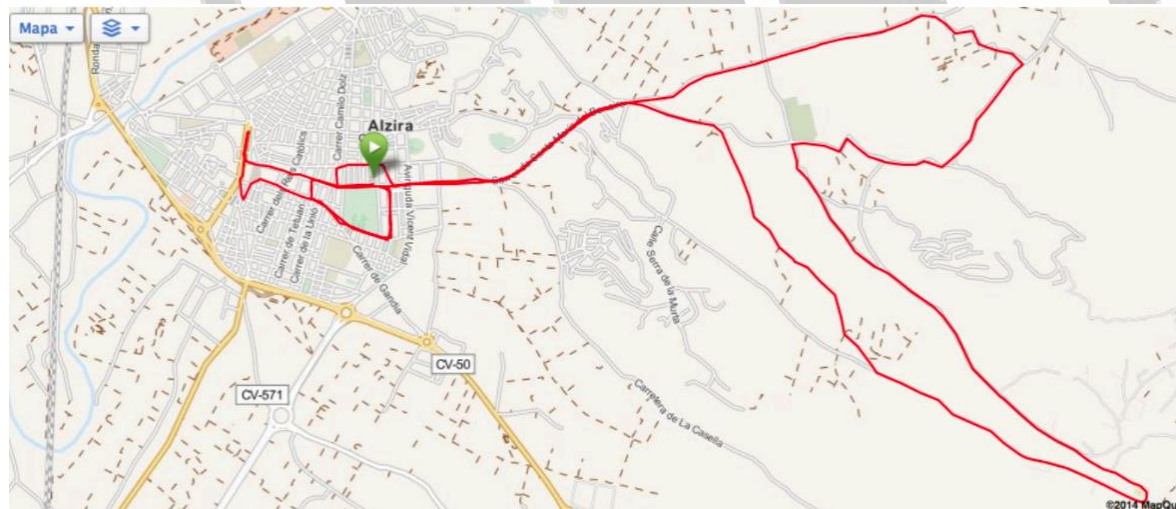 Mapa
Ronda
Carrer Camilo Dolz
Alzira
Carrer dels Reis Catòlics
Avinguda Vicent Vidal
Carrer de Tetuan
Carrer de la Unió
Carrer de Gandia
Calle Serra de la Murta
CV-50
CV-571
Carretera de La Casella
©2014 MapQu